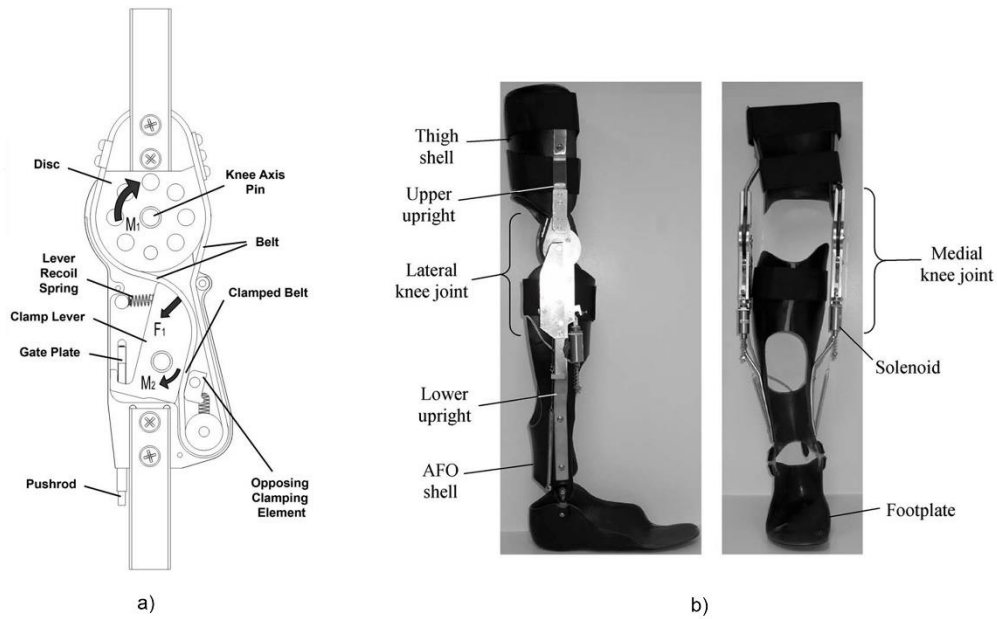 Disc
Knee Axis
Pin
M1
Belt
Lever
Recoil
Spring
Clamped Belt
F1
Clamp Lever
Gate Plate
M2
Pushrod
Opposing
Clamping
Element
a)
Thigh
shell
Upper
upright
Lateral
knee joint
Lower
upright
AFO
shell
Medial
knee joint
Solenoid
Footplate
b)